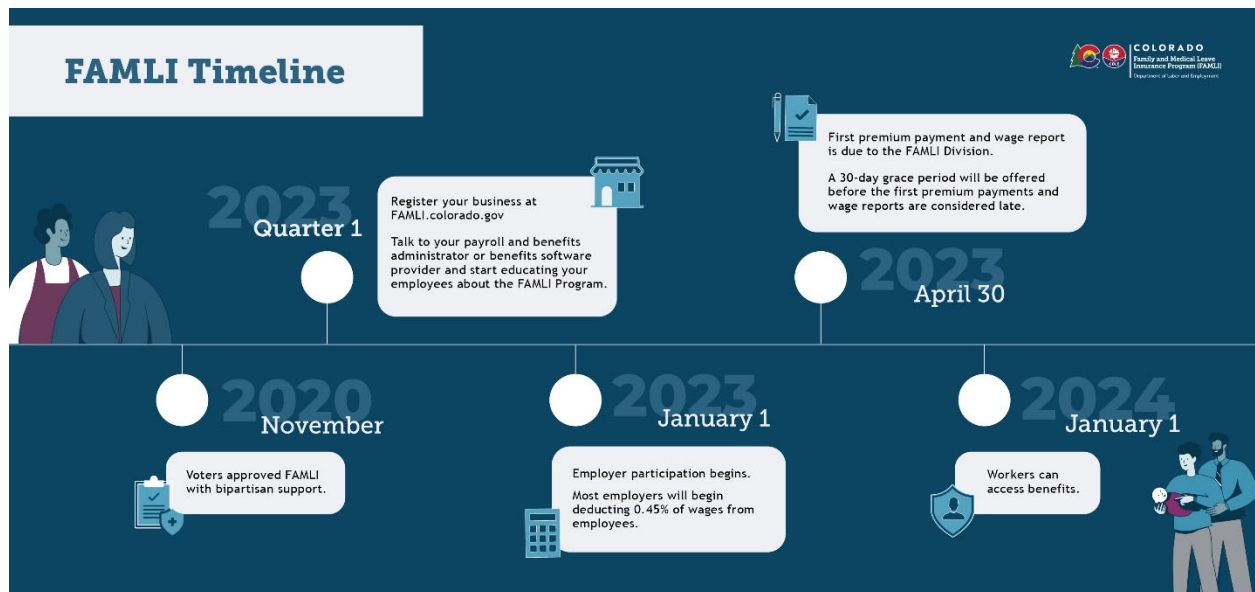 FAMLI Timeline
COLORADO
Family and Medical Leave
Insurance Program (FAMLI)
Department of Labor and Employment
2023
Quarter 1
Register your business at
FAMLI.colorado.gov
Talk to your payroll and benefits
administrator or benefits software
provider and start educating your
employees about the FAMLI Program.
First premium payment and wage report
is due to the FAMLI Division.
A 30-day grace period will be offered
before the first premium payments and
wage reports are considered late.
2023
April 30
2020
November
Voters approved FAMLI
with bipartisan support.
2023
January 1
Employer participation begins.
Most employers will begin
deducting 0.45% of wages from
employees.
2024
January 1
Workers can
access benefits.